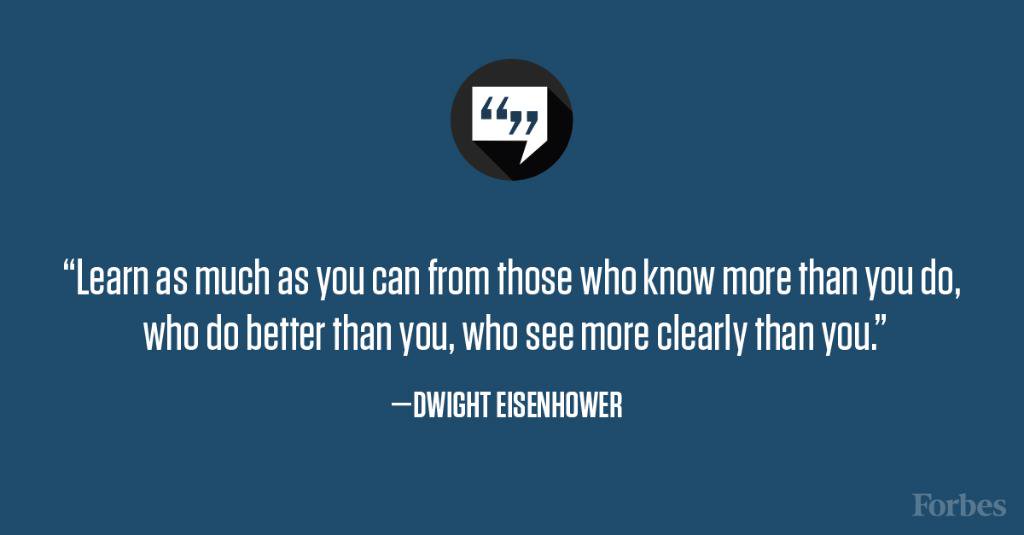 “Learn as much as you can from those who know more than you do,
who do better than you, who see more clearly than you.”
—DWIGHT EISENHOWER
Forbes